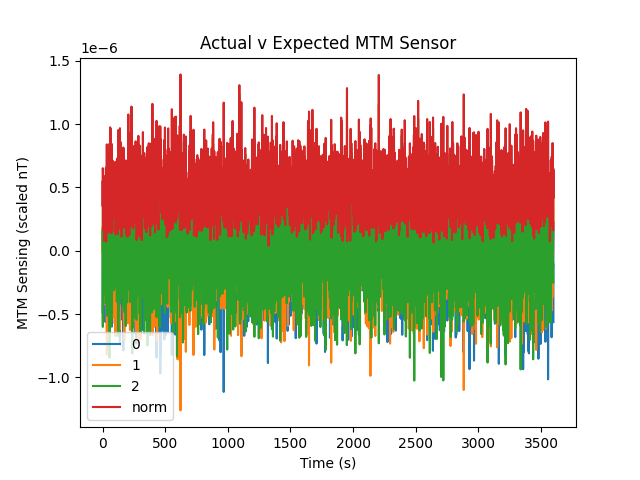 Actual v Expected MTM Sensor
1e−6
1.5
1.0
0.5
0.0
−0.5
−1.0
MTM Sensing (scaled nT)
0
1
2
norm
0 500 1000 1500 2000 2500 3000 3500
Time (s)